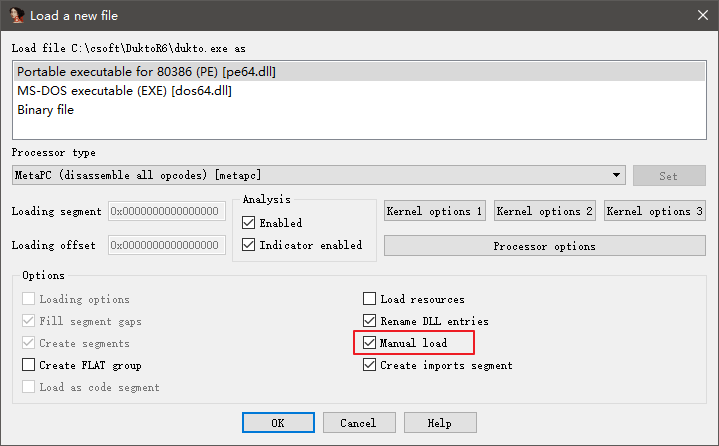 Load a new file
Load file C:\csoft\DuktoR6\dukto.exe as
Portable executable for 80386 (PE) [pe64.dll]
MS-DOS executable (EXE) [dos64.dll]
Binary file
Processor type
MetaPC (disassemble all opcodes) [metapc]
Set
Loading segment 0x0000000000000000
Loading offset 0x0000000000000000
Analysis
Enabled
Indicator enabled
Kernel options 1 Kernel options 2 Kernel options 3
Processor options
Options
Loading options
Fill segment gaps
Create segments
Create FLAT group
Load as code segment
Load resources
Rename DLL entries
Manual load
Create imports segment
OK Cancel Help